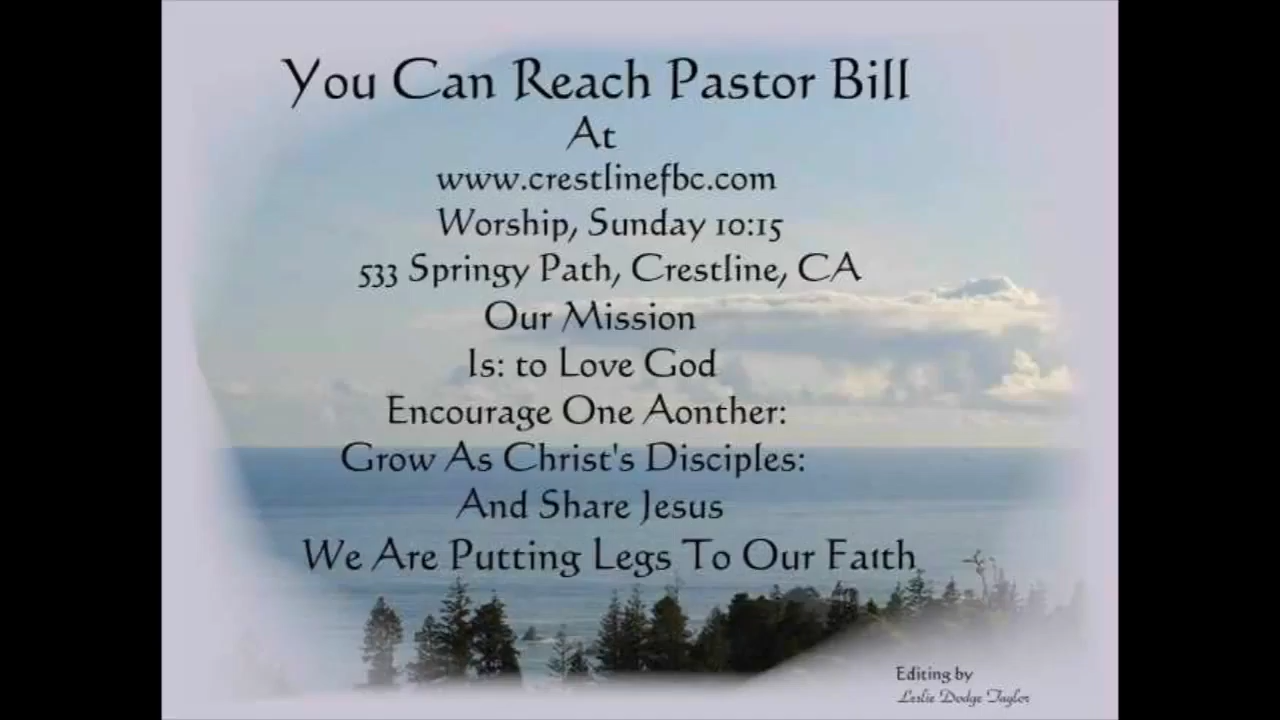 You Can Reach Pastor Bill
At
www.crestlinefbc.com
Worship, Sunday 10:15
533 Springy Path, Crestline, CA
Our Mission
Is: to Love God
Encourage One Aonther:
Grow As Christ's Disciples:
And Share Jesus
We Are Putting Legs To Our Faith
Editing by
Leslie Dodge Taylor